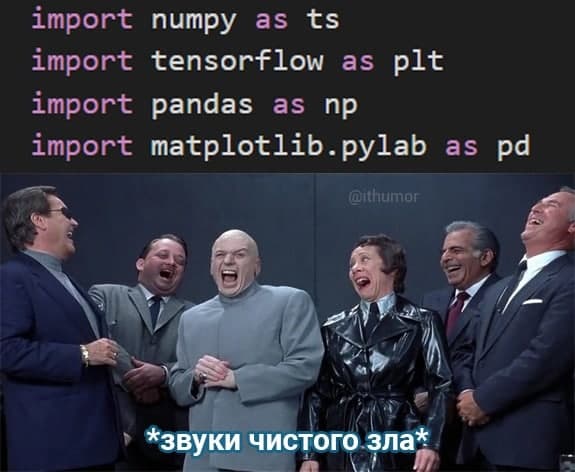 import numpy as ts
import tensorflow as plt
import pandas as np
import matplotlib.pylab as pd
@ithumor
*звуки чистого зла*